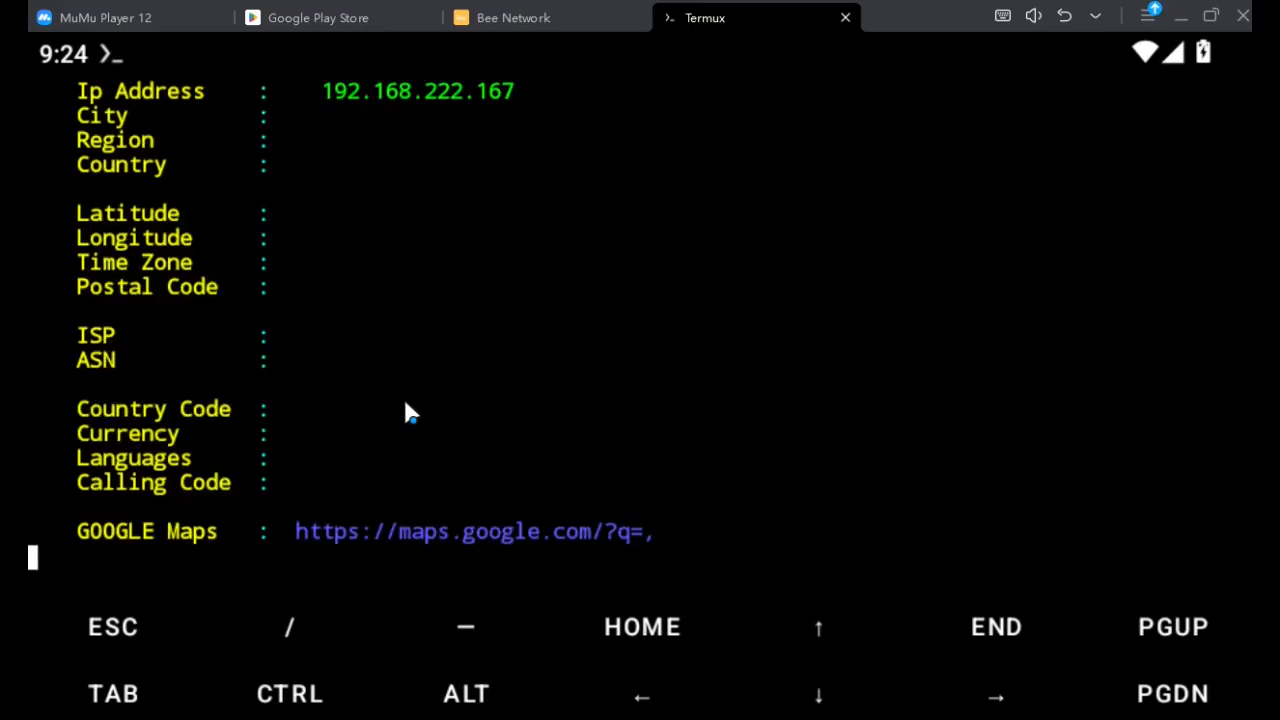 MuMu Player 12
Google Play Store
Bee Network
Termux
9:24
Ip Address : 192.168.222.167
City :
Region :
Country :
Latitude :
Longitude :
Time Zone :
Postal Code :
ISP :
ASN :
Country Code :
Currency :
Languages :
Calling Code :
GOOGLE Maps : https://maps.google.com/?q=,
ESC / — HOME ↑ END PGUP
TAB CTRL ALT ← ↓ → PGDN